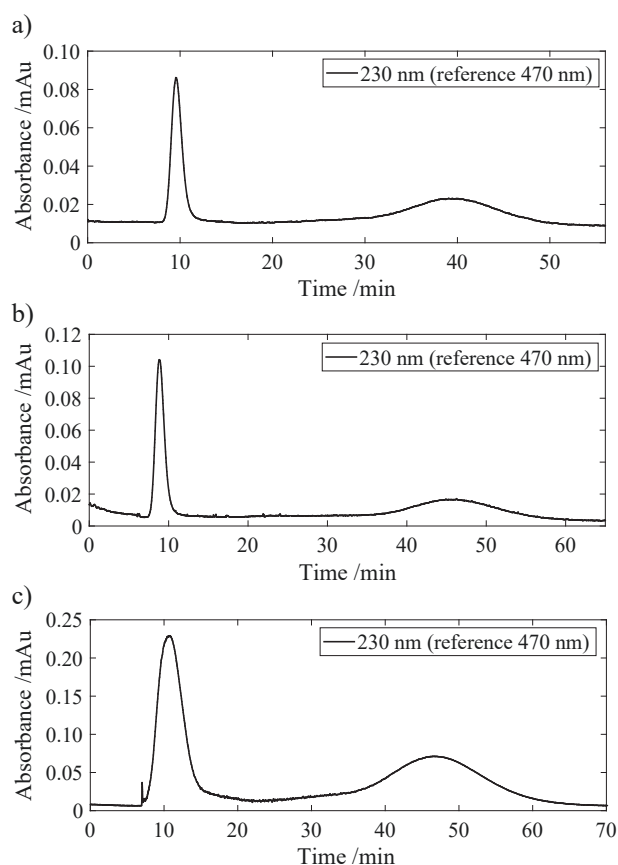 a)
0.10
0.08
0.06
0.04
0.02
0
Absorbance /mAu
230 nm (reference 470 nm)
0 10 20 30 40 50
Time /min
b)
0.12
0.10
0.08
0.06
0.04
0.02
0
Absorbance /mAu
230 nm (reference 470 nm)
0 10 20 30 40 50 60
Time /min
c)
0.25
0.20
0.15
0.10
0.05
0
Absorbance /mAu
230 nm (reference 470 nm)
0 10 20 30 40 50 60 70
Time /min